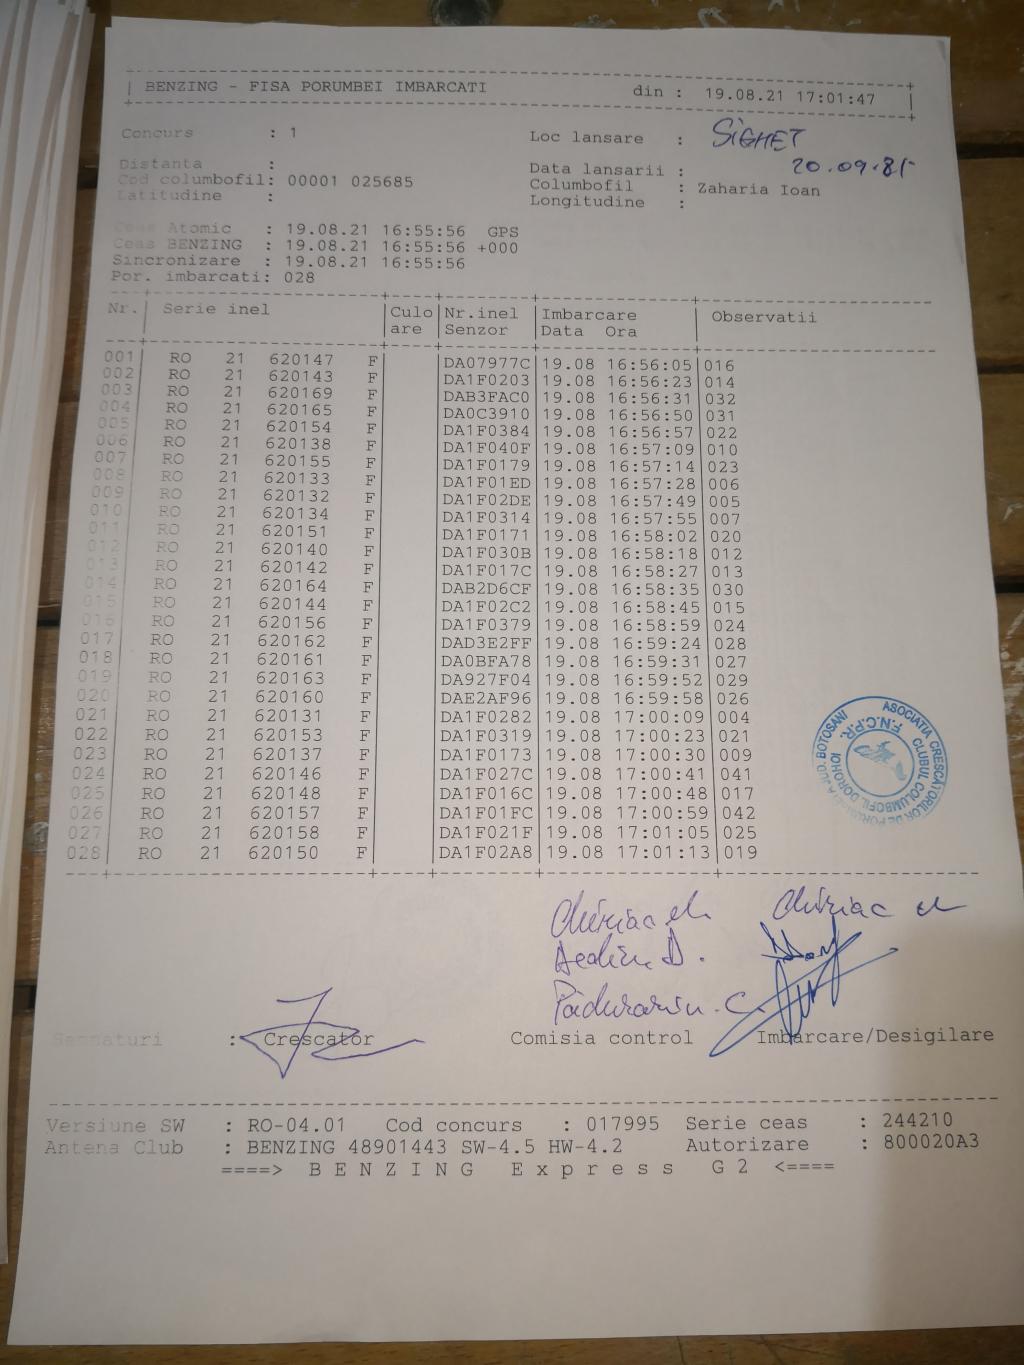 BENZING - FISA PORUMBEI IMBARCATI din : 19.08.21 17:01:47
Concurs : 1 Loc lansare : SIGHET
Distanta : Data lansarii : 20.09.81
Cod columbofil: 00001 025685 Columbofil : Zaharia Ioan
Latitudine : Longitudine :
Ceas Atomic : 19.08.21 16:55:56 GPS
Ceas BENZING : 19.08.21 16:55:56 +000
Sincronizare : 19.08.21 16:55:56
Por. imbarcati: 028
Nr. Serie inel Culo Nr.inel Imbarcare Observatii
are Senzor Data Ora
001 RO 21 620147 F DA07977C 19.08 16:56:05 016
002 RO 21 620143 F DA1F0203 19.08 16:56:23 014
003 RO 21 620169 F DAB3FAC0 19.08 16:56:31 032
004 RO 21 620165 F DA0C3910 19.08 16:56:50 031
005 RO 21 620154 F DA1F0384 19.08 16:56:57 022
006 RO 21 620138 F DA1F040F 19.08 16:57:09 010
007 RO 21 620155 F DA1F0179 19.08 16:57:14 023
008 RO 21 620133 F DA1F01ED 19.08 16:57:28 006
009 RO 21 620132 F DA1F02DE 19.08 16:57:49 005
010 RO 21 620134 F DA1F0314 19.08 16:57:55 007
011 RO 21 620151 F DA1F0171 19.08 16:58:02 020
012 RO 21 620140 F DA1F030B 19.08 16:58:18 012
013 RO 21 620142 F DA1F017C 19.08 16:58:27 013
014 RO 21 620164 F DAB2D6CF 19.08 16:58:35 030
015 RO 21 620144 F DA1F02C2 19.08 16:58:45 015
016 RO 21 620156 F DA1F0379 19.08 16:58:59 024
017 RO 21 620162 F DAD3E2FF 19.08 16:59:24 028
018 RO 21 620161 F DA0BFA78 19.08 16:59:31 027
019 RO 21 620163 F DA927F04 19.08 16:59:52 029
020 RO 21 620160 F DAE2AF96 19.08 16:59:58 026
021 RO 21 620131 F DA1F0282 19.08 17:00:09 004
022 RO 21 620153 F DA1F0319 19.08 17:00:23 021
023 RO 21 620137 F DA1F0173 19.08 17:00:30 009
024 RO 21 620146 F DA1F027C 19.08 17:00:41 041
025 RO 21 620148 F DA1F016C 19.08 17:00:48 017
026 RO 21 620157 F DA1F01FC 19.08 17:00:59 042
027 RO 21 620158 F DA1F021F 19.08 17:01:05 025
028 RO 21 620150 F DA1F02A8 19.08 17:01:13 019
ASOCIATIA CRESCATORILOR DE PORUMBEI A JUD. BOTOSANI
CLUBUL COLUMBOFIL DOROHOI
F.N.C.P.R.
Chiriac Chiriac
Paduraru C.
Semnaturi : Crescator Comisia control Imbarcare/Desigilare
Versiune SW : RO-04.01 Cod concurs : 017995 Serie ceas : 244210
Antena Club : BENZING 48901443 SW-4.5 HW-4.2 Autorizare : 800020A3
====> B E N Z I N G E x p r e s s G 2 <====